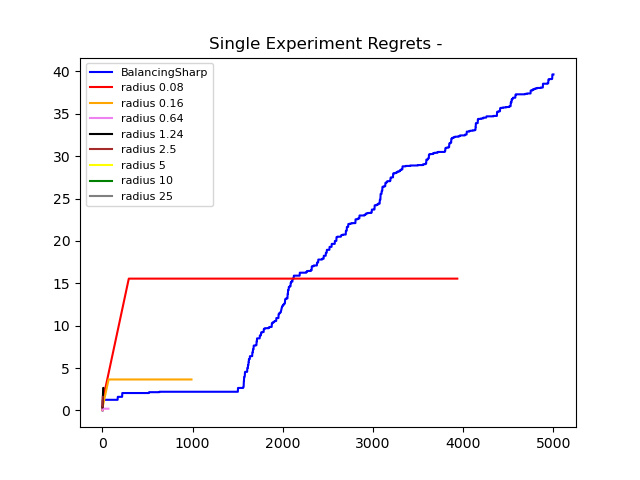 Single Experiment Regrets -
BalancingSharp
radius 0.08
radius 0.16
radius 0.64
radius 1.24
radius 2.5
radius 5
radius 10
radius 25
40
35
30
25
20
15
10
5
0
0 1000 2000 3000 4000 5000